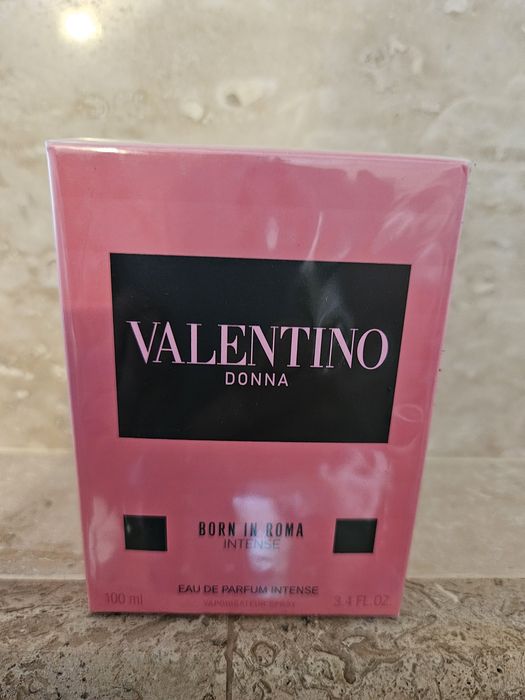 VALENTINO
DONNA
BORN IN ROMA
INTENSE
EAU DE PARFUM INTENSE
100 ml VAPORISATEUR SPRAY 3.4 FL.OZ.